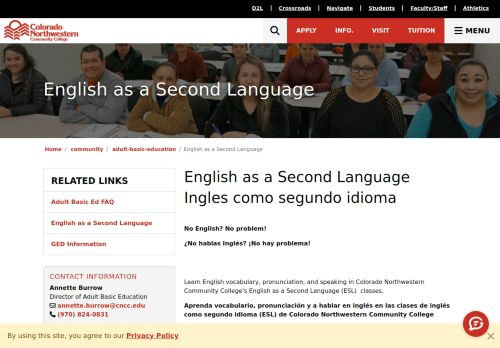 D2L | Crossroads | Navigate | Students | Faculty/Staff | Athletics
Colorado
Northwestern
Community College
APPLY INFO. VISIT TUITION MENU
English as a Second Language
Home / community / adult-basic-education / English as a Second Language
RELATED LINKS
Adult Basic Ed FAQ
English as a Second Language
GED Information
CONTACT INFORMATION
Annette Burrow
Director of Adult Basic Education
annette.burrow@cncc.edu
(970) 824-0831
English as a Second Language
Ingles como segundo idioma
No English? No problem!
¿No hablas Inglés? ¡No hay problema!
Learn English vocabulary, pronunciation, and speaking in Colorado Northwestern
Community College's English as a Second Language (ESL) classes.
Aprenda vocabulario, pronunciación y a hablar en inglés en las clases de inglés
como segundo idioma (ESL) de Colorado Northwestern Community College
By using this site, you agree to our Privacy Policy
×